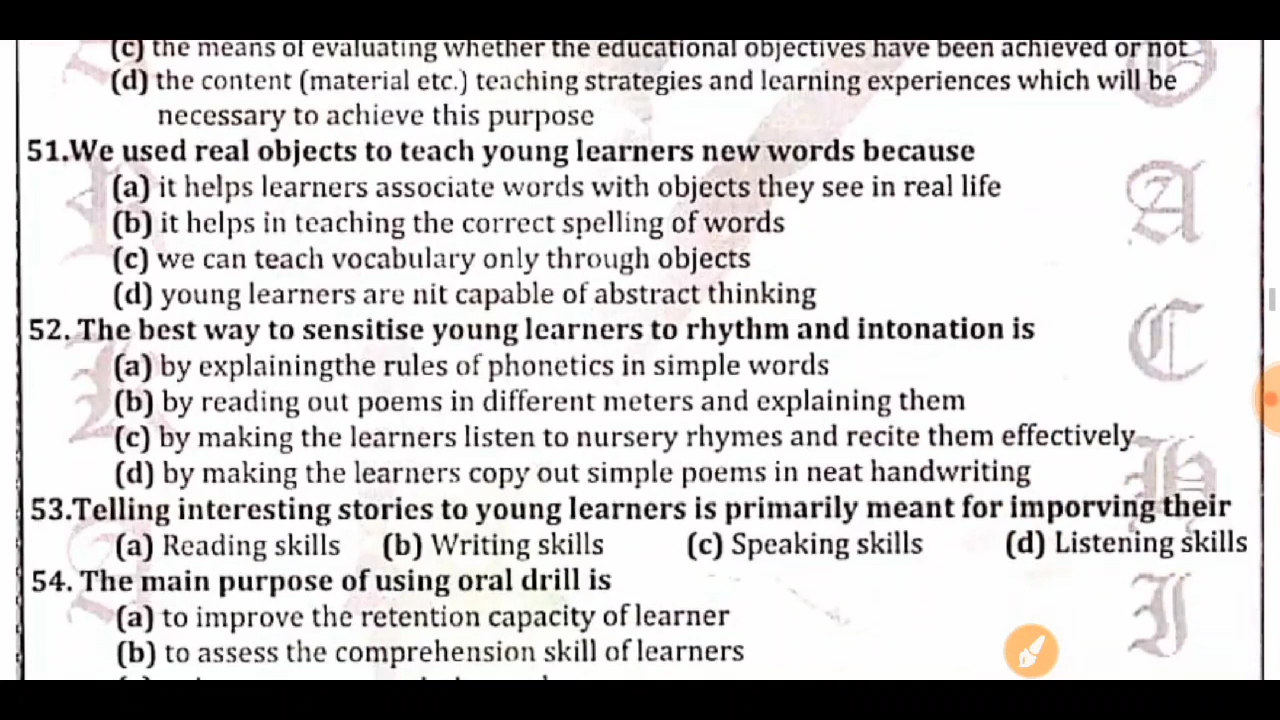 (c) the means of evaluating whether the educational objectives have been achieved or not
(d) the content (material etc.) teaching strategies and learning experiences which will be
necessary to achieve this purpose
51.We used real objects to teach young learners new words because
(a) it helps learners associate words with objects they see in real life
(b) it helps in teaching the correct spelling of words
(c) we can teach vocabulary only through objects
(d) young learners are nit capable of abstract thinking
52. The best way to sensitise young learners to rhythm and intonation is
(a) by explainingthe rules of phonetics in simple words
(b) by reading out poems in different meters and explaining them
(c) by making the learners listen to nursery rhymes and recite them effectively
(d) by making the learners copy out simple poems in neat handwriting
53.Telling interesting stories to young learners is primarily meant for imporving their
(a) Reading skills (b) Writing skills (c) Speaking skills (d) Listening skills
54. The main purpose of using oral drill is
(a) to improve the retention capacity of learner
(b) to assess the comprehension skill of learners